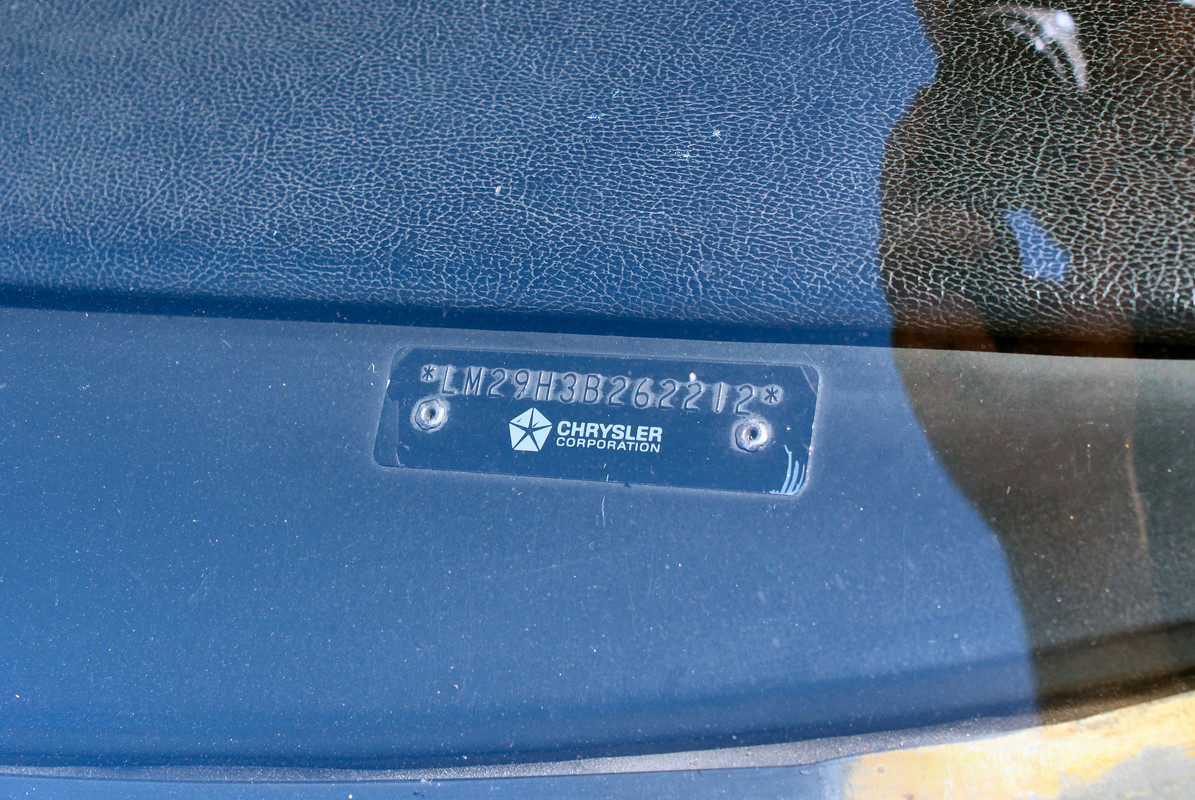 *LM29H3B262212*
CHRYSLER
CORPORATION